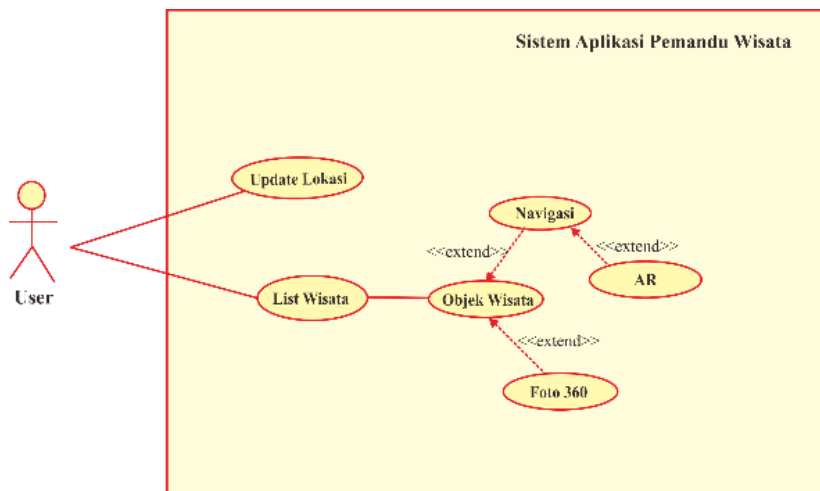 Sistem Aplikasi Pemandu Wisata
Update Lokasi
Navigasi
<<extend>>
<<extend>>
AR
User
List Wisata
Objek Wisata
<<extend>>
Foto 360